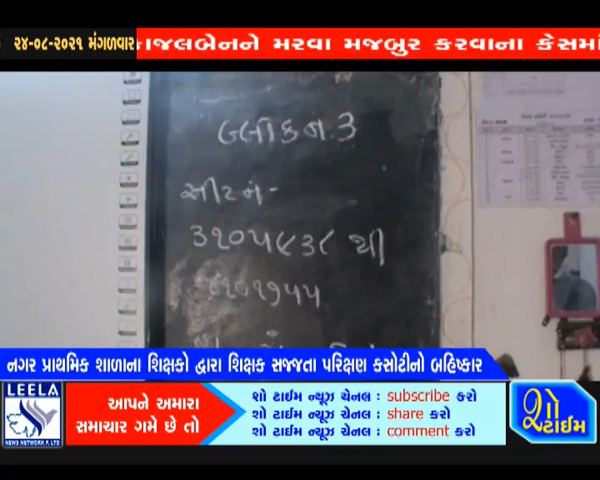 ૨૪-૦૮-૨૦૨૧ મંગળવાર
કાજલબેનને મરવા મજબુર કરવાના કેસમાં
બ્લોક નં. 3
સીટ નં -
૩૧૦૫૪૩૮ થી
૪૧૦૧૭૫૫
નગર પ્રાથમિક શાળાના શિક્ષકો દ્વારા શિક્ષક સજ્જતા પરિક્ષણ કસોટીનો બહિષ્કાર
LEELA
NEWS NETWORK P. LTD
આપને અમારા
સમાચાર ગમે છે તો
શો ટાઈમ ન્યૂઝ ચેનલ : subscribe કરો
શો ટાઈમ ન્યૂઝ ચેનલ : share કરો
શો ટાઈમ ન્યૂઝ ચેનલ : comment કરો
શો
ટાઈમ